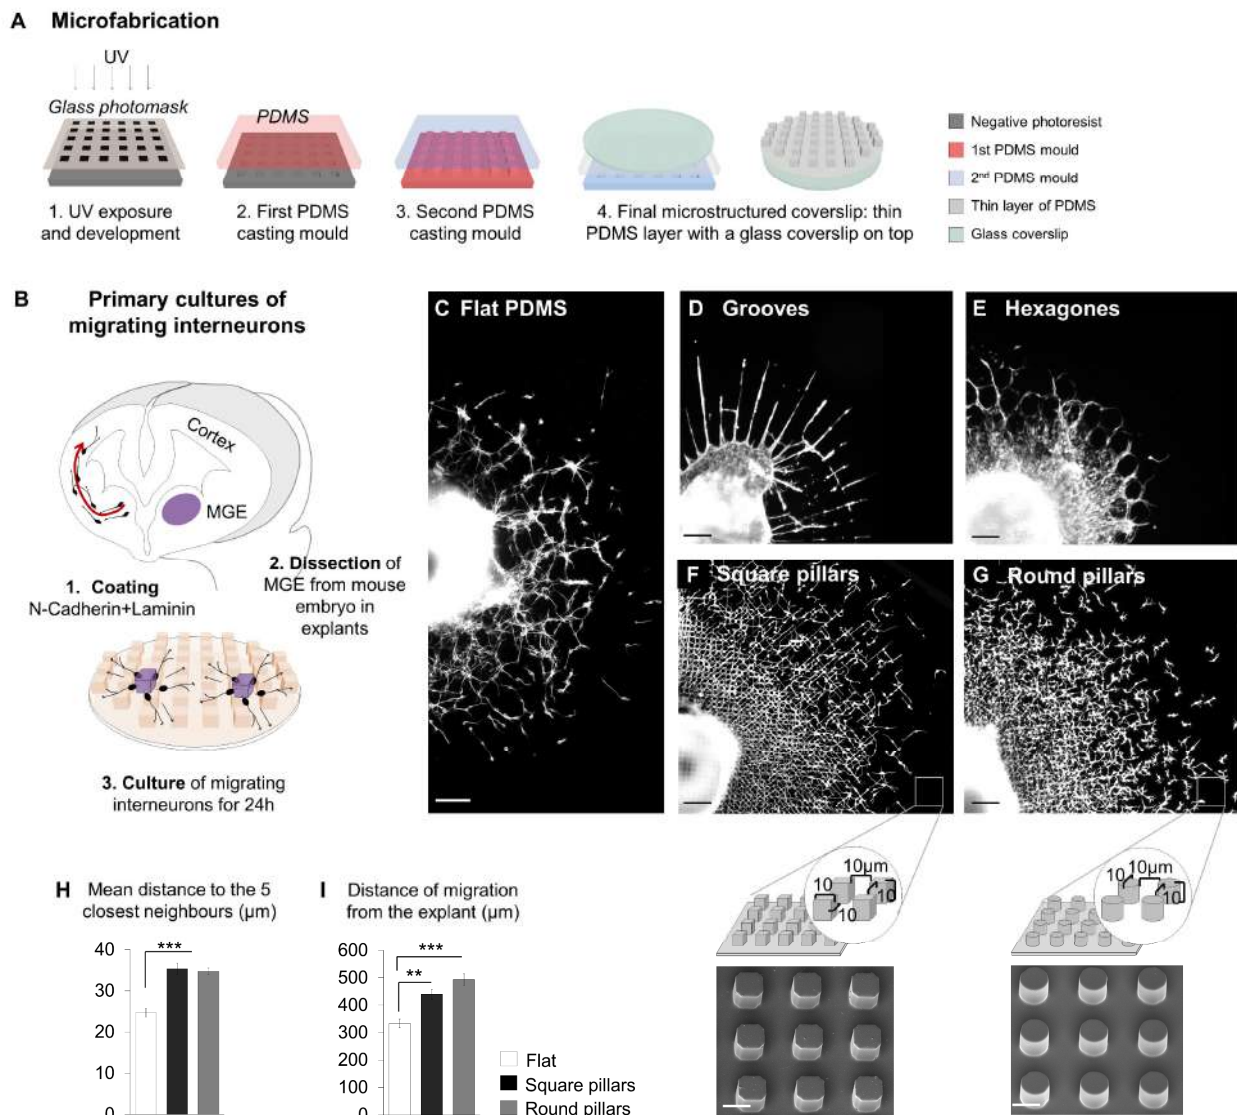 A Microfabrication
UV
Glass photomask
PDMS
1. UV exposure
and development
2. First PDMS
casting mould
3. Second PDMS
casting mould
4. Final microstructured coverslip: thin
PDMS layer with a glass coverslip on top
Negative photoresist
1st PDMS mould
2nd PDMS mould
Thin layer of PDMS
Glass coverslip
B Primary cultures of
migrating interneurons
Cortex
MGE
1. Coating
N-Cadherin+Laminin
2. Dissection of
MGE from mouse
embryo in
explants
3. Culture of migrating
interneurons for 24h
C Flat PDMS
D Grooves
E Hexagones
F Square pillars
G Round pillars
10µm
10
10
10
10µm
10
10
H Mean distance to the 5
closest neighbours (µm)
40
30
20
10
0
***
I Distance of migration
from the explant (µm)
600
500
400
300
200
100
0
***
**
Flat
Square pillars
Round pillars